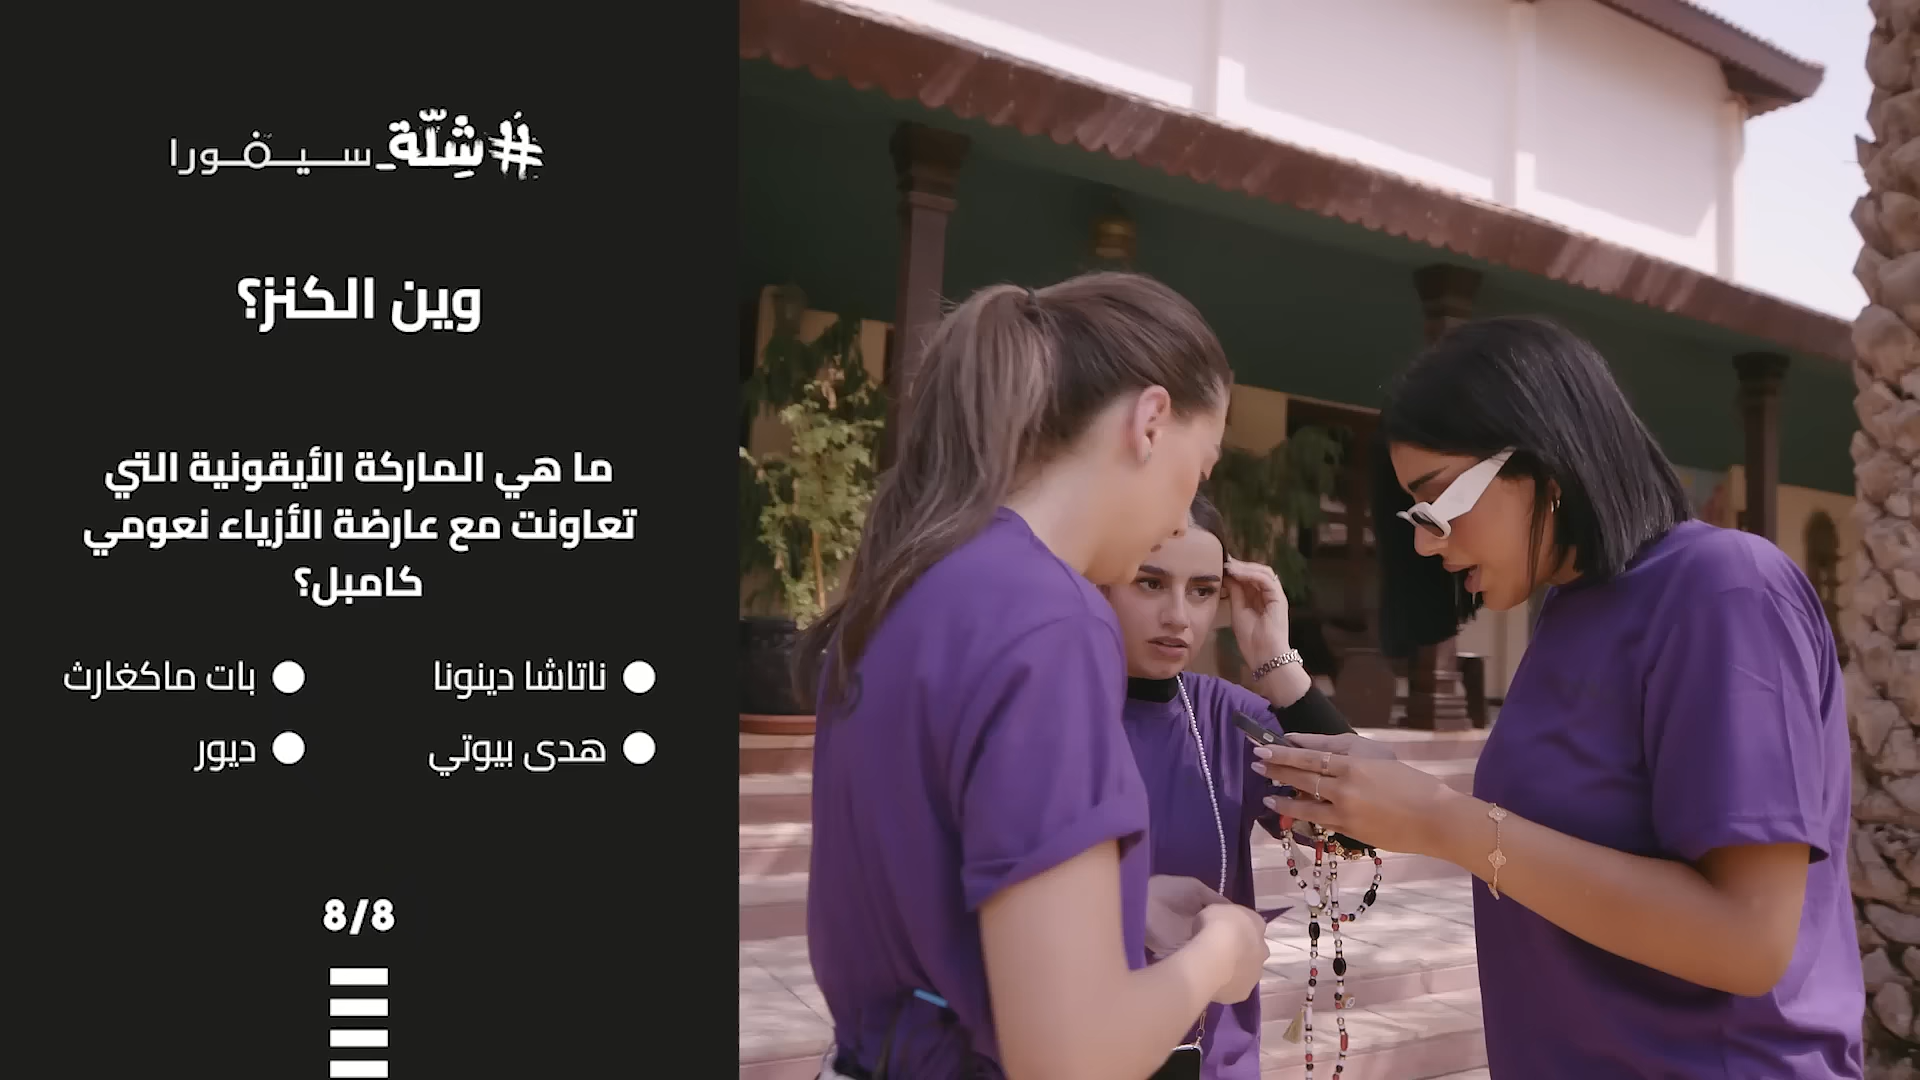 #شِلّة_سيفورا
وين الكنز؟
ما هي الماركة الأيقونية التي
تعاونت مع عارضة الأزياء نعومي
كامبل؟
ناتاشا دينونا
بات ماكغارث
هدى بيوتي
ديور
8/8